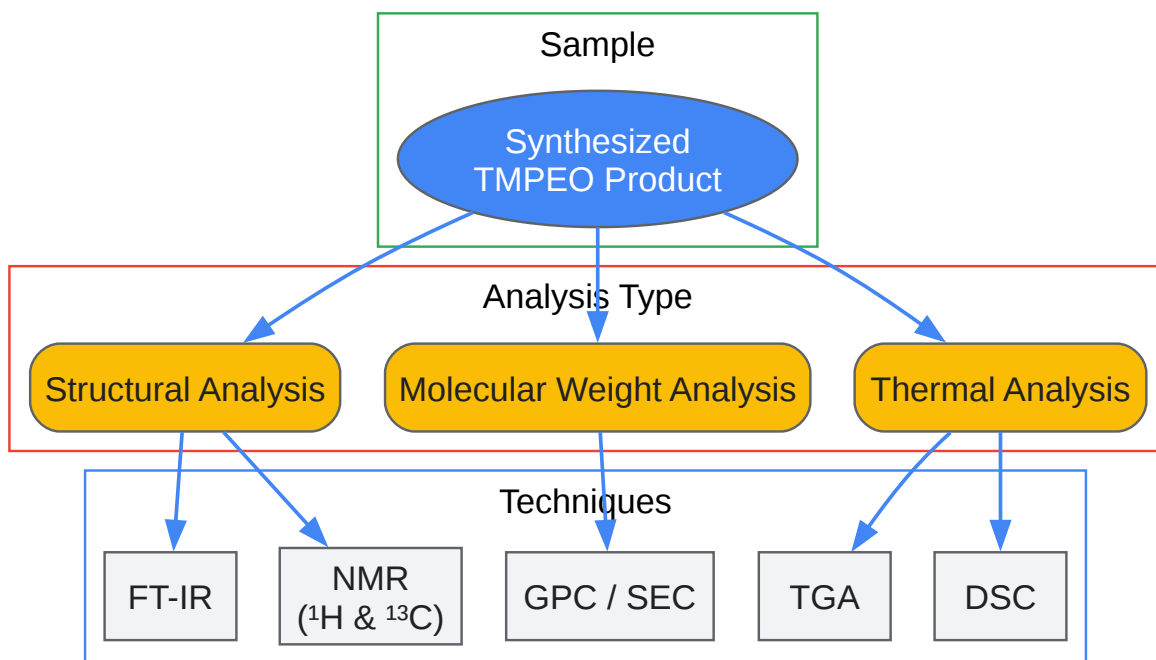 Sample
Synthesized
TMPEO Product
Analysis Type
Structural Analysis
Molecular Weight Analysis
Thermal Analysis
Techniques
FT-IR
NMR
(¹H & ¹³C)
GPC / SEC
TGA
DSC